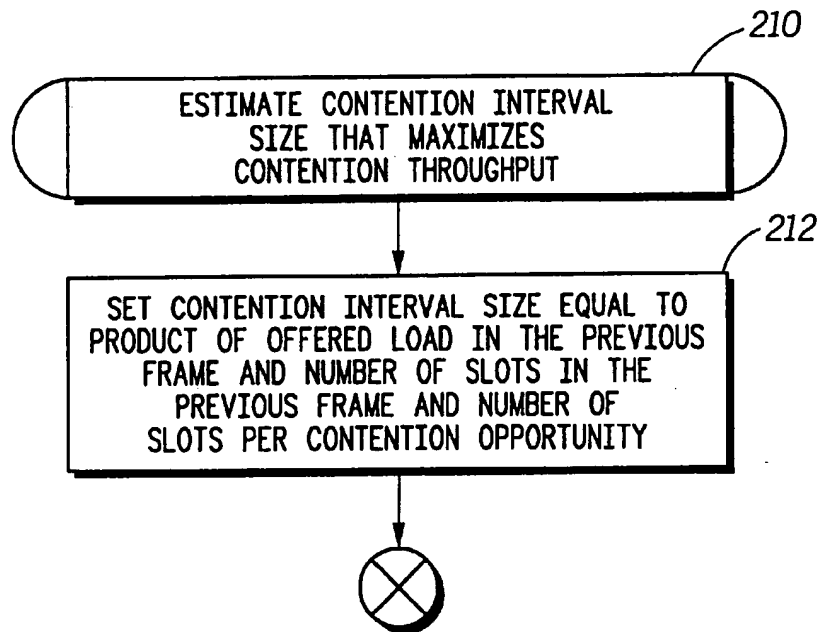 210
ESTIMATE CONTENTION INTERVAL
SIZE THAT MAXIMIZES
CONTENTION THROUGHPUT
212
SET CONTENTION INTERVAL SIZE EQUAL TO
PRODUCT OF OFFERED LOAD IN THE PREVIOUS
FRAME AND NUMBER OF SLOTS IN THE
PREVIOUS FRAME AND NUMBER OF
SLOTS PER CONTENTION OPPORTUNITY